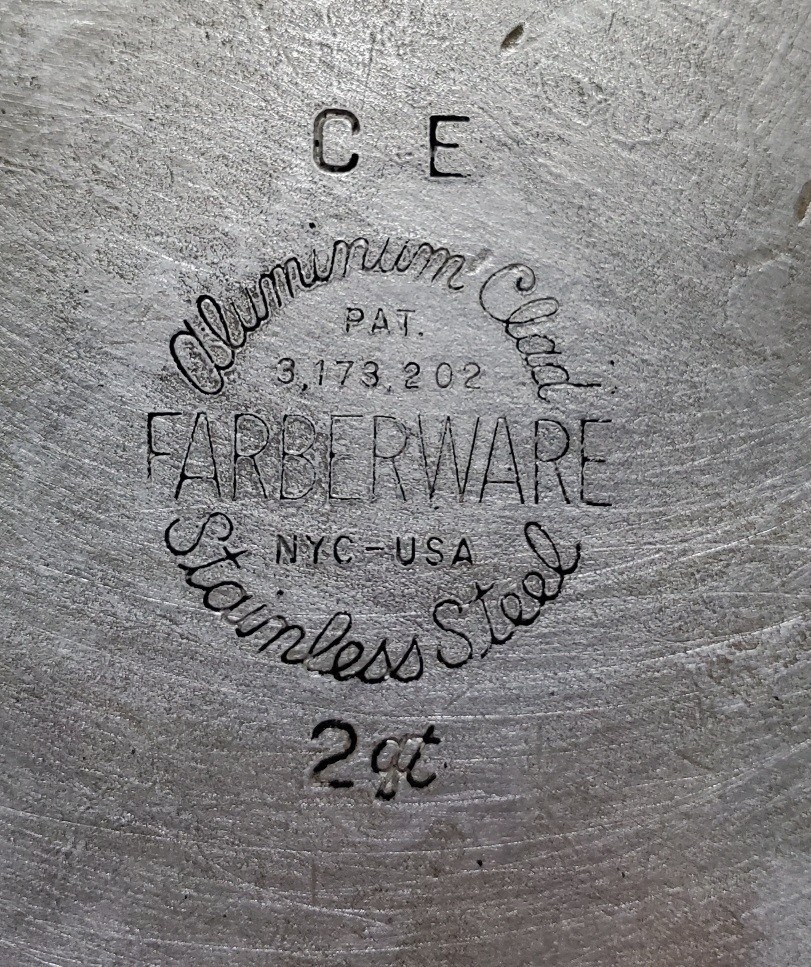 C E
Aluminum Clad
PAT.
3,173,202
FARBERWARE
NYC-USA
Stainless Steel
2qt